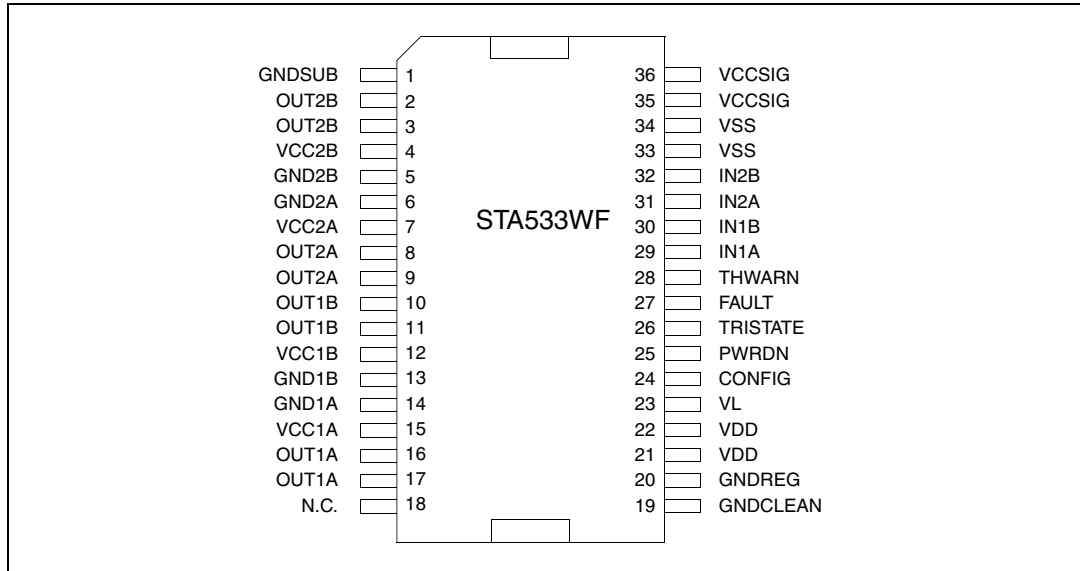 GNDSUB 1 36 VCCSIG
OUT2B 2 35 VCCSIG
OUT2B 3 34 VSS
VCC2B 4 33 VSS
GND2B 5 32 IN2B
GND2A 6 31 IN2A
STA533WF
VCC2A 7 30 IN1B
OUT2A 8 29 IN1A
OUT2A 9 28 THWARN
OUT1B 10 27 FAULT
OUT1B 11 26 TRISTATE
VCC1B 12 25 PWRDN
GND1B 13 24 CONFIG
GND1A 14 23 VL
VCC1A 15 22 VDD
OUT1A 16 21 VDD
OUT1A 17 20 GNDREG
N.C. 18 19 GNDCLEAN